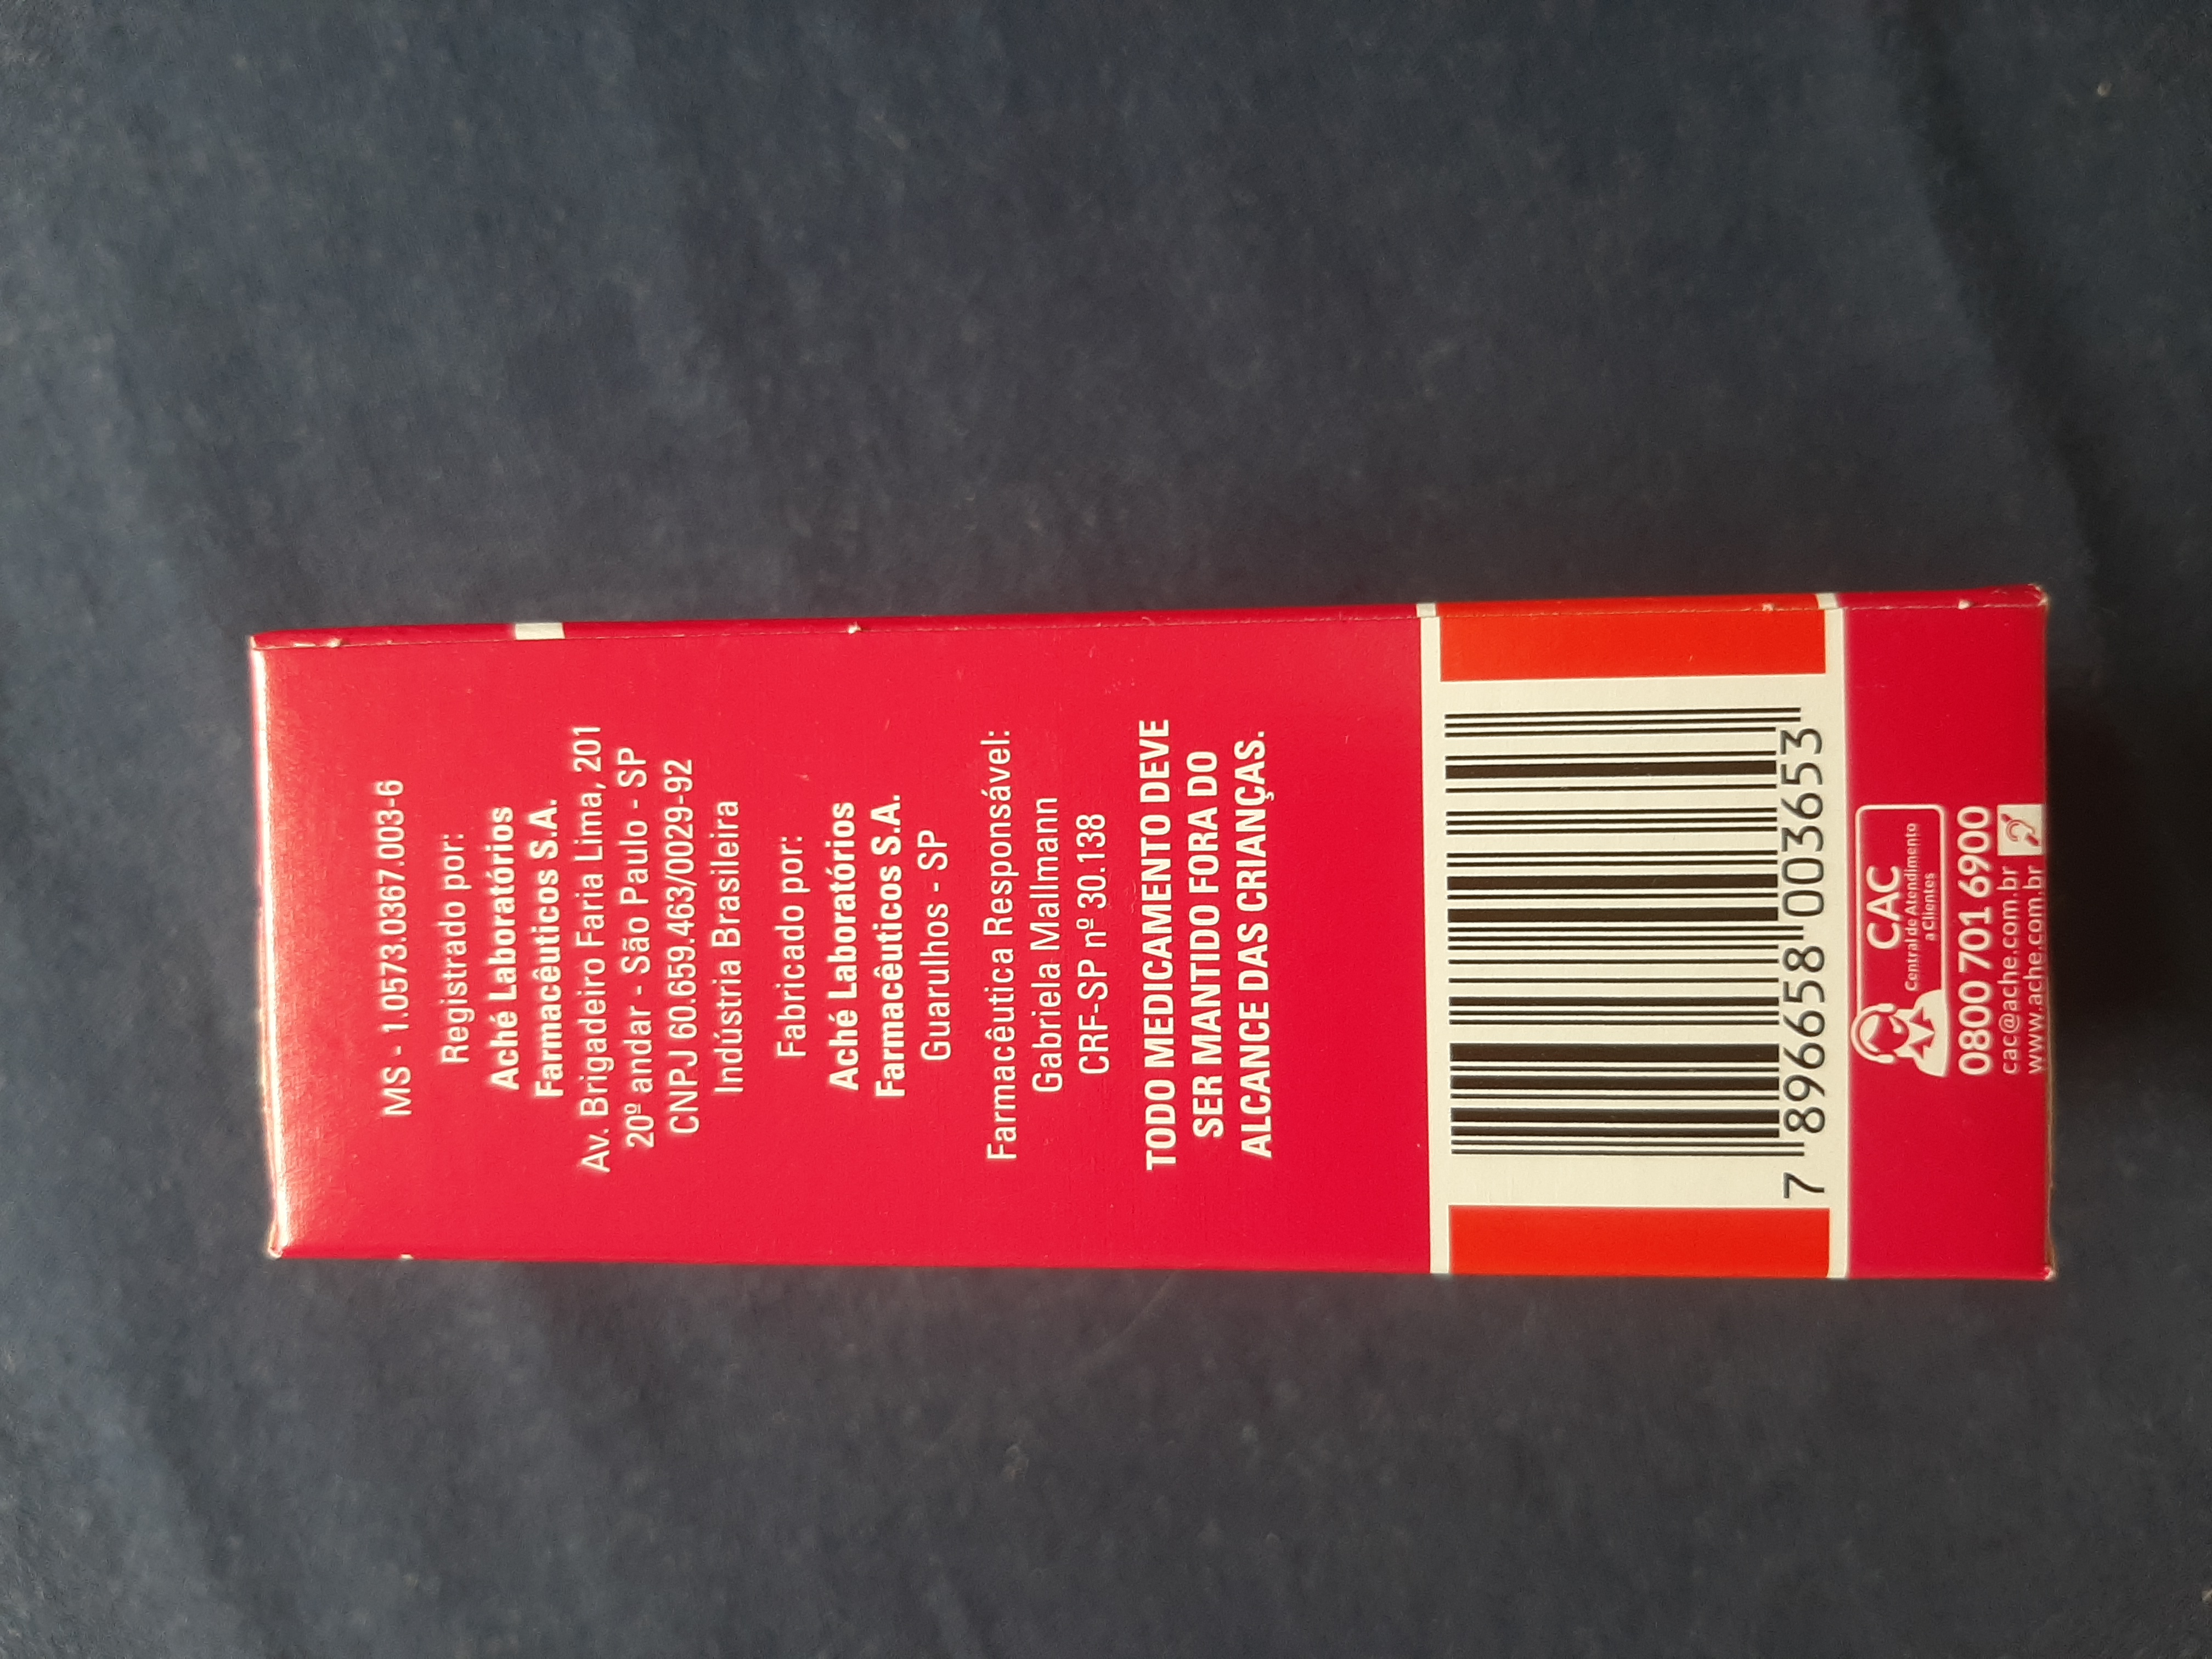 MS - 1.0573.0367.003-6
Registrado por:
Aché Laboratórios
Farmacêuticos S.A.
Av. Brigadeiro Faria Lima, 201
20º andar - São Paulo - SP
CNPJ 60.659.463/0029-92
Indústria Brasileira
Fabricado por:
Aché Laboratórios
Farmacêuticos S.A.
Guarulhos - SP
Farmacêutica Responsável:
Gabriela Mallmann
CRF-SP nº 30.138
TODO MEDICAMENTO DEVE
SER MANTIDO FORA DO
ALCANCE DAS CRIANÇAS.
7 896658 003653
CAC
Central de Atendimento
a Clientes
0800 701 6900
cac@ache.com.br
www.ache.com.br